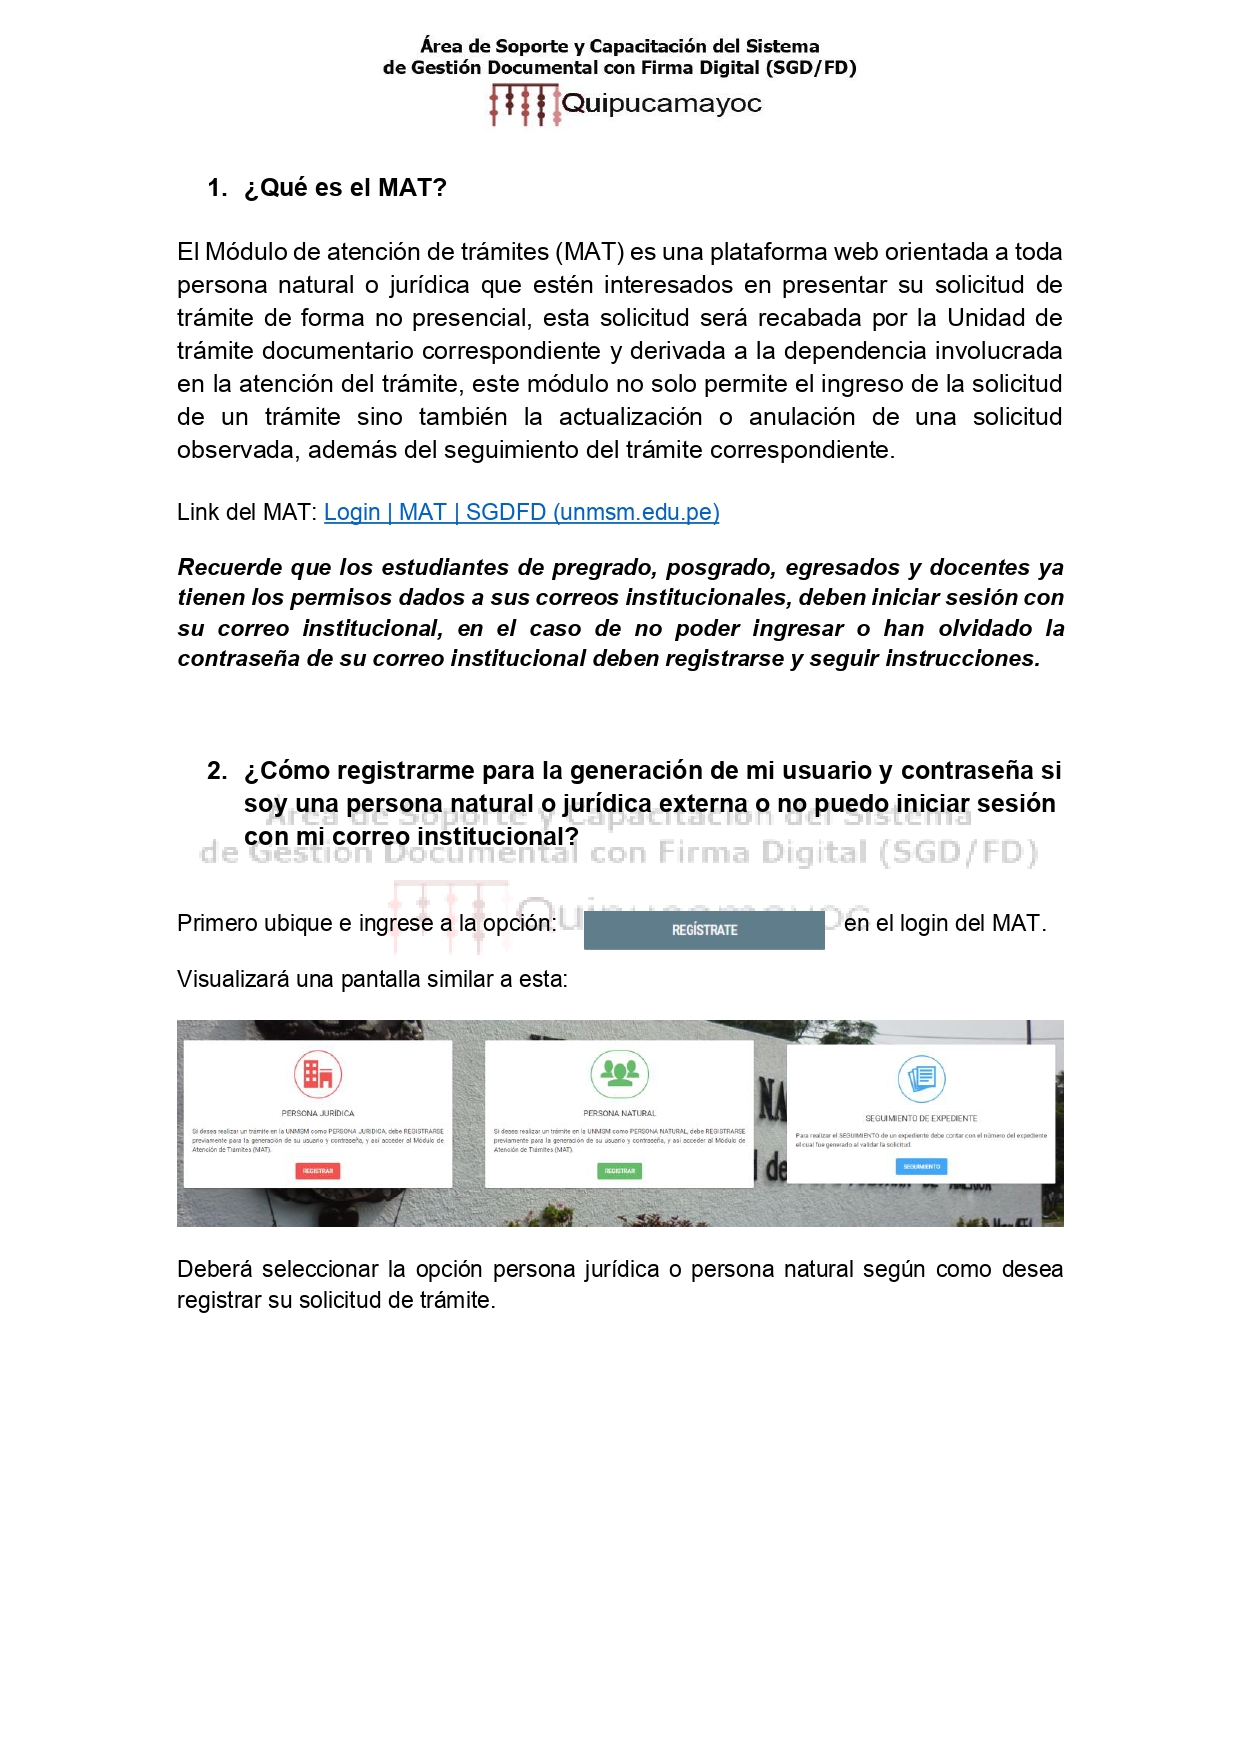 Área de Soporte y Capacitación del Sistema
de Gestión Documental con Firma Digital (SGD/FD)
Quipucamayoc
1. ¿Qué es el MAT?
El Módulo de atención de trámites (MAT) es una plataforma web orientada a toda
persona natural o jurídica que estén interesados en presentar su solicitud de
trámite de forma no presencial, esta solicitud será recabada por la Unidad de
trámite documentario correspondiente y derivada a la dependencia involucrada
en la atención del trámite, este módulo no solo permite el ingreso de la solicitud
de un trámite sino también la actualización o anulación de una solicitud
observada, además del seguimiento del trámite correspondiente.
Link del MAT: Login | MAT | SGDFD (unmsm.edu.pe)
Recuerde que los estudiantes de pregrado, posgrado, egresados y docentes ya
tienen los permisos dados a sus correos institucionales, deben iniciar sesión con
su correo institucional, en el caso de no poder ingresar o han olvidado la
contraseña de su correo institucional deben registrarse y seguir instrucciones.
2. ¿Cómo registrarme para la generación de mi usuario y contraseña si
soy una persona natural o jurídica externa o no puedo iniciar sesión
con mi correo institucional?
Área de Soporte y Capacitación del Sistema
de Gestión Documental con Firma Digital (SGD/FD)
Quipucamayoc
Primero ubique e ingrese a la opción: REGÍSTRATE en el login del MAT.
Visualizará una pantalla similar a esta:
PERSONA JURÍDICA
Si desea realizar un trámite en la UNMSM como PERSONA JURIDICA, debe REGISTRARSE
previamente para la generación de su usuario y contraseña, y así acceder al Módulo de
Atención de Trámites (MAT).
REGISTRAR
PERSONA NATURAL
Si desea realizar un trámite en la UNMSM como PERSONA NATURAL, debe REGISTRARSE
previamente para la generación de su usuario y contraseña, y así acceder al Módulo de
Atención de Trámites (MAT).
REGISTRAR
SEGUIMIENTO DE EXPEDIENTE
Para realizar el SEGUIMIENTO de un expediente debe contar con el número del expediente
el cual fue generado al validar la solicitud.
SEGUIMIENTO
NA
de
Deberá seleccionar la opción persona jurídica o persona natural según como desea
registrar su solicitud de trámite.